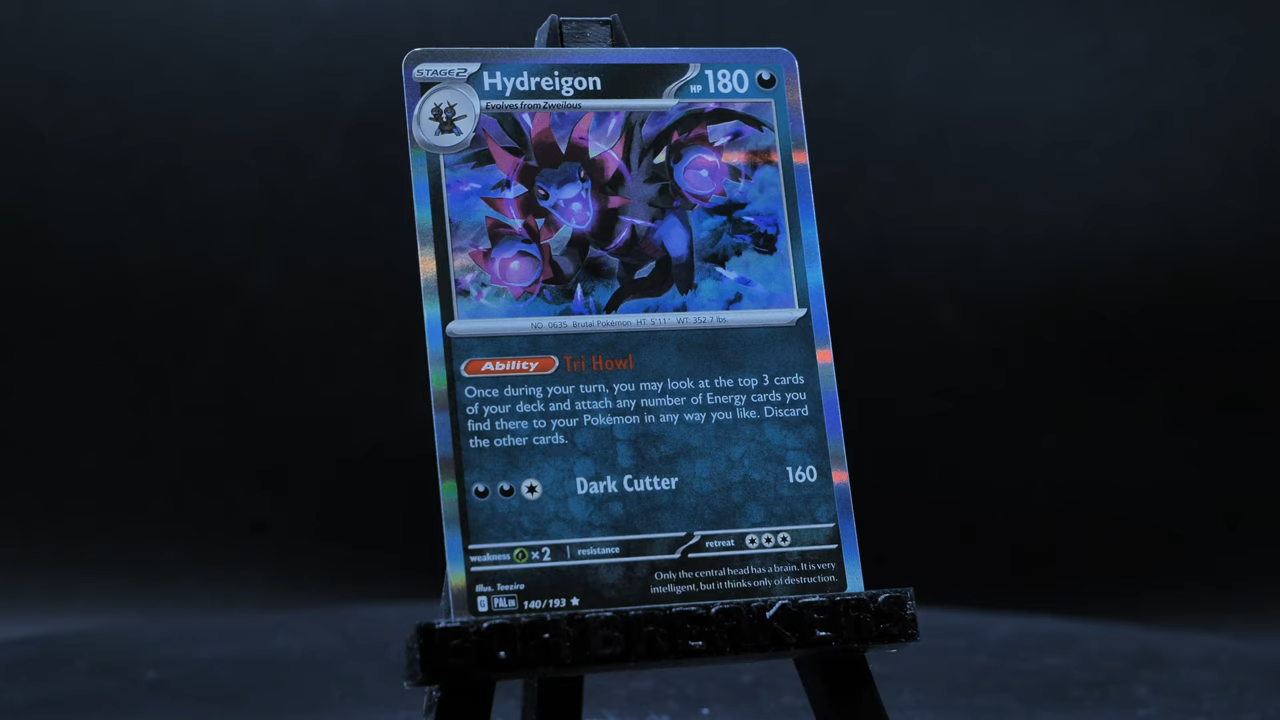 STAGE2
Hydreigon
HP 180
Evolves from Zweilous
NO. 0635 Brutal Pokémon HT: 5'11" WT: 352.7 lbs.
Ability Tri Howl
Once during your turn, you may look at the top 3 cards
of your deck and attach any number of Energy cards you
find there to your Pokémon in any way you like. Discard
the other cards.
Dark Cutter 160
weakness ×2 resistance retreat
Only the central head has a brain. It is very
intelligent, but it thinks only of destruction.
Illus. Teeziro
G PAL EN 140/193